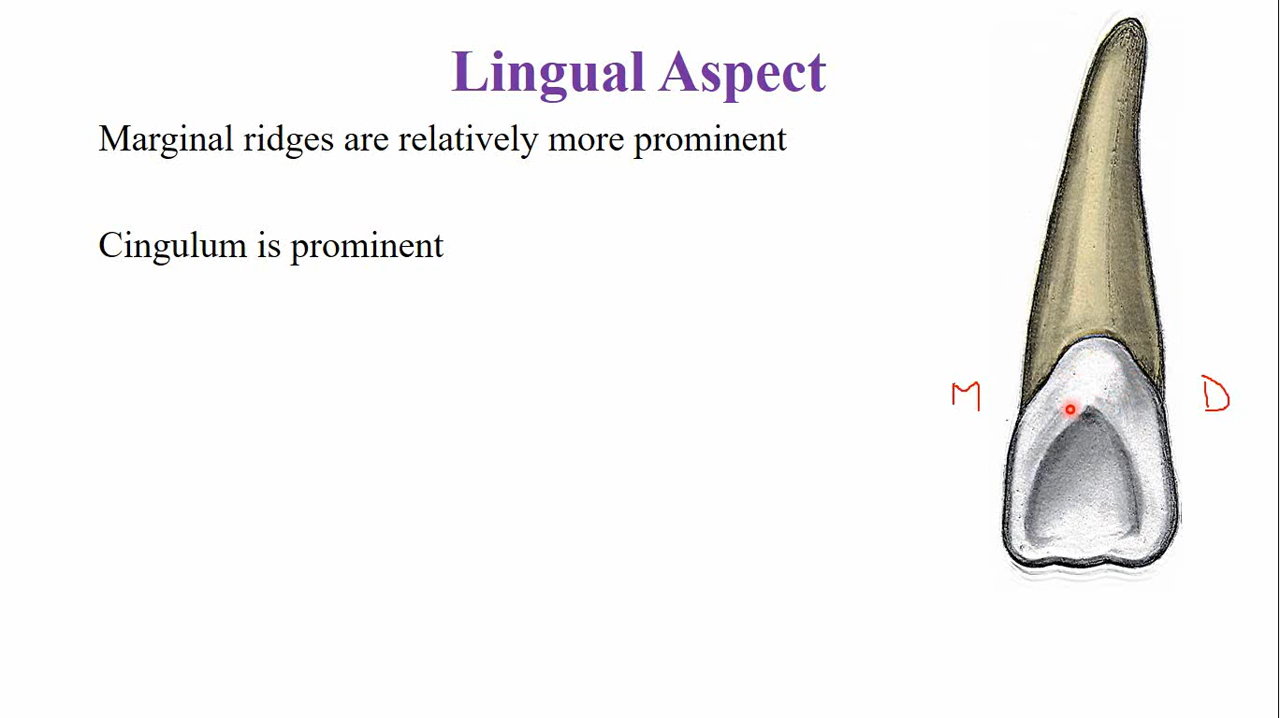 Lingual Aspect
Marginal ridges are relatively more prominent
Cingulum is prominent
M
D